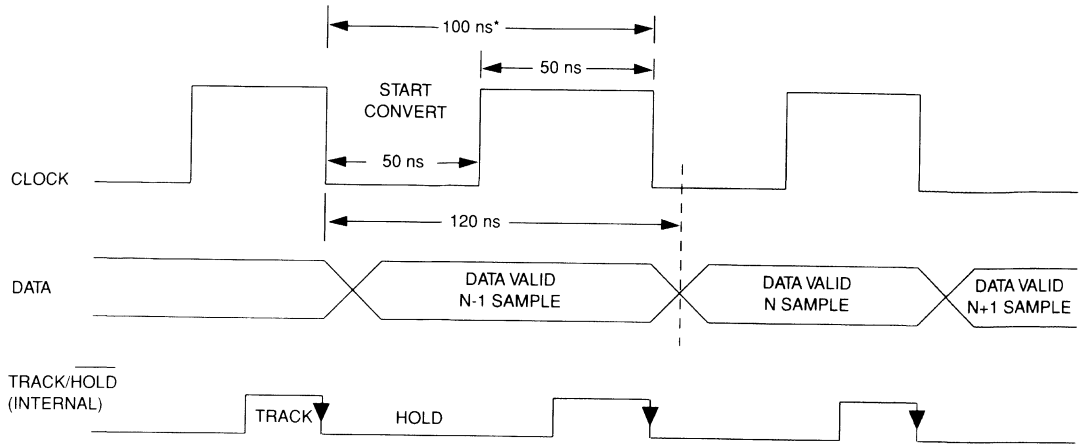 100 ns*
50 ns
START
CONVERT
50 ns
CLOCK
120 ns
DATA
DATA VALID
N-1 SAMPLE
DATA VALID
N SAMPLE
DATA VALID
N+1 SAMPLE
TRACK/HOLD
(INTERNAL)
TRACK
HOLD